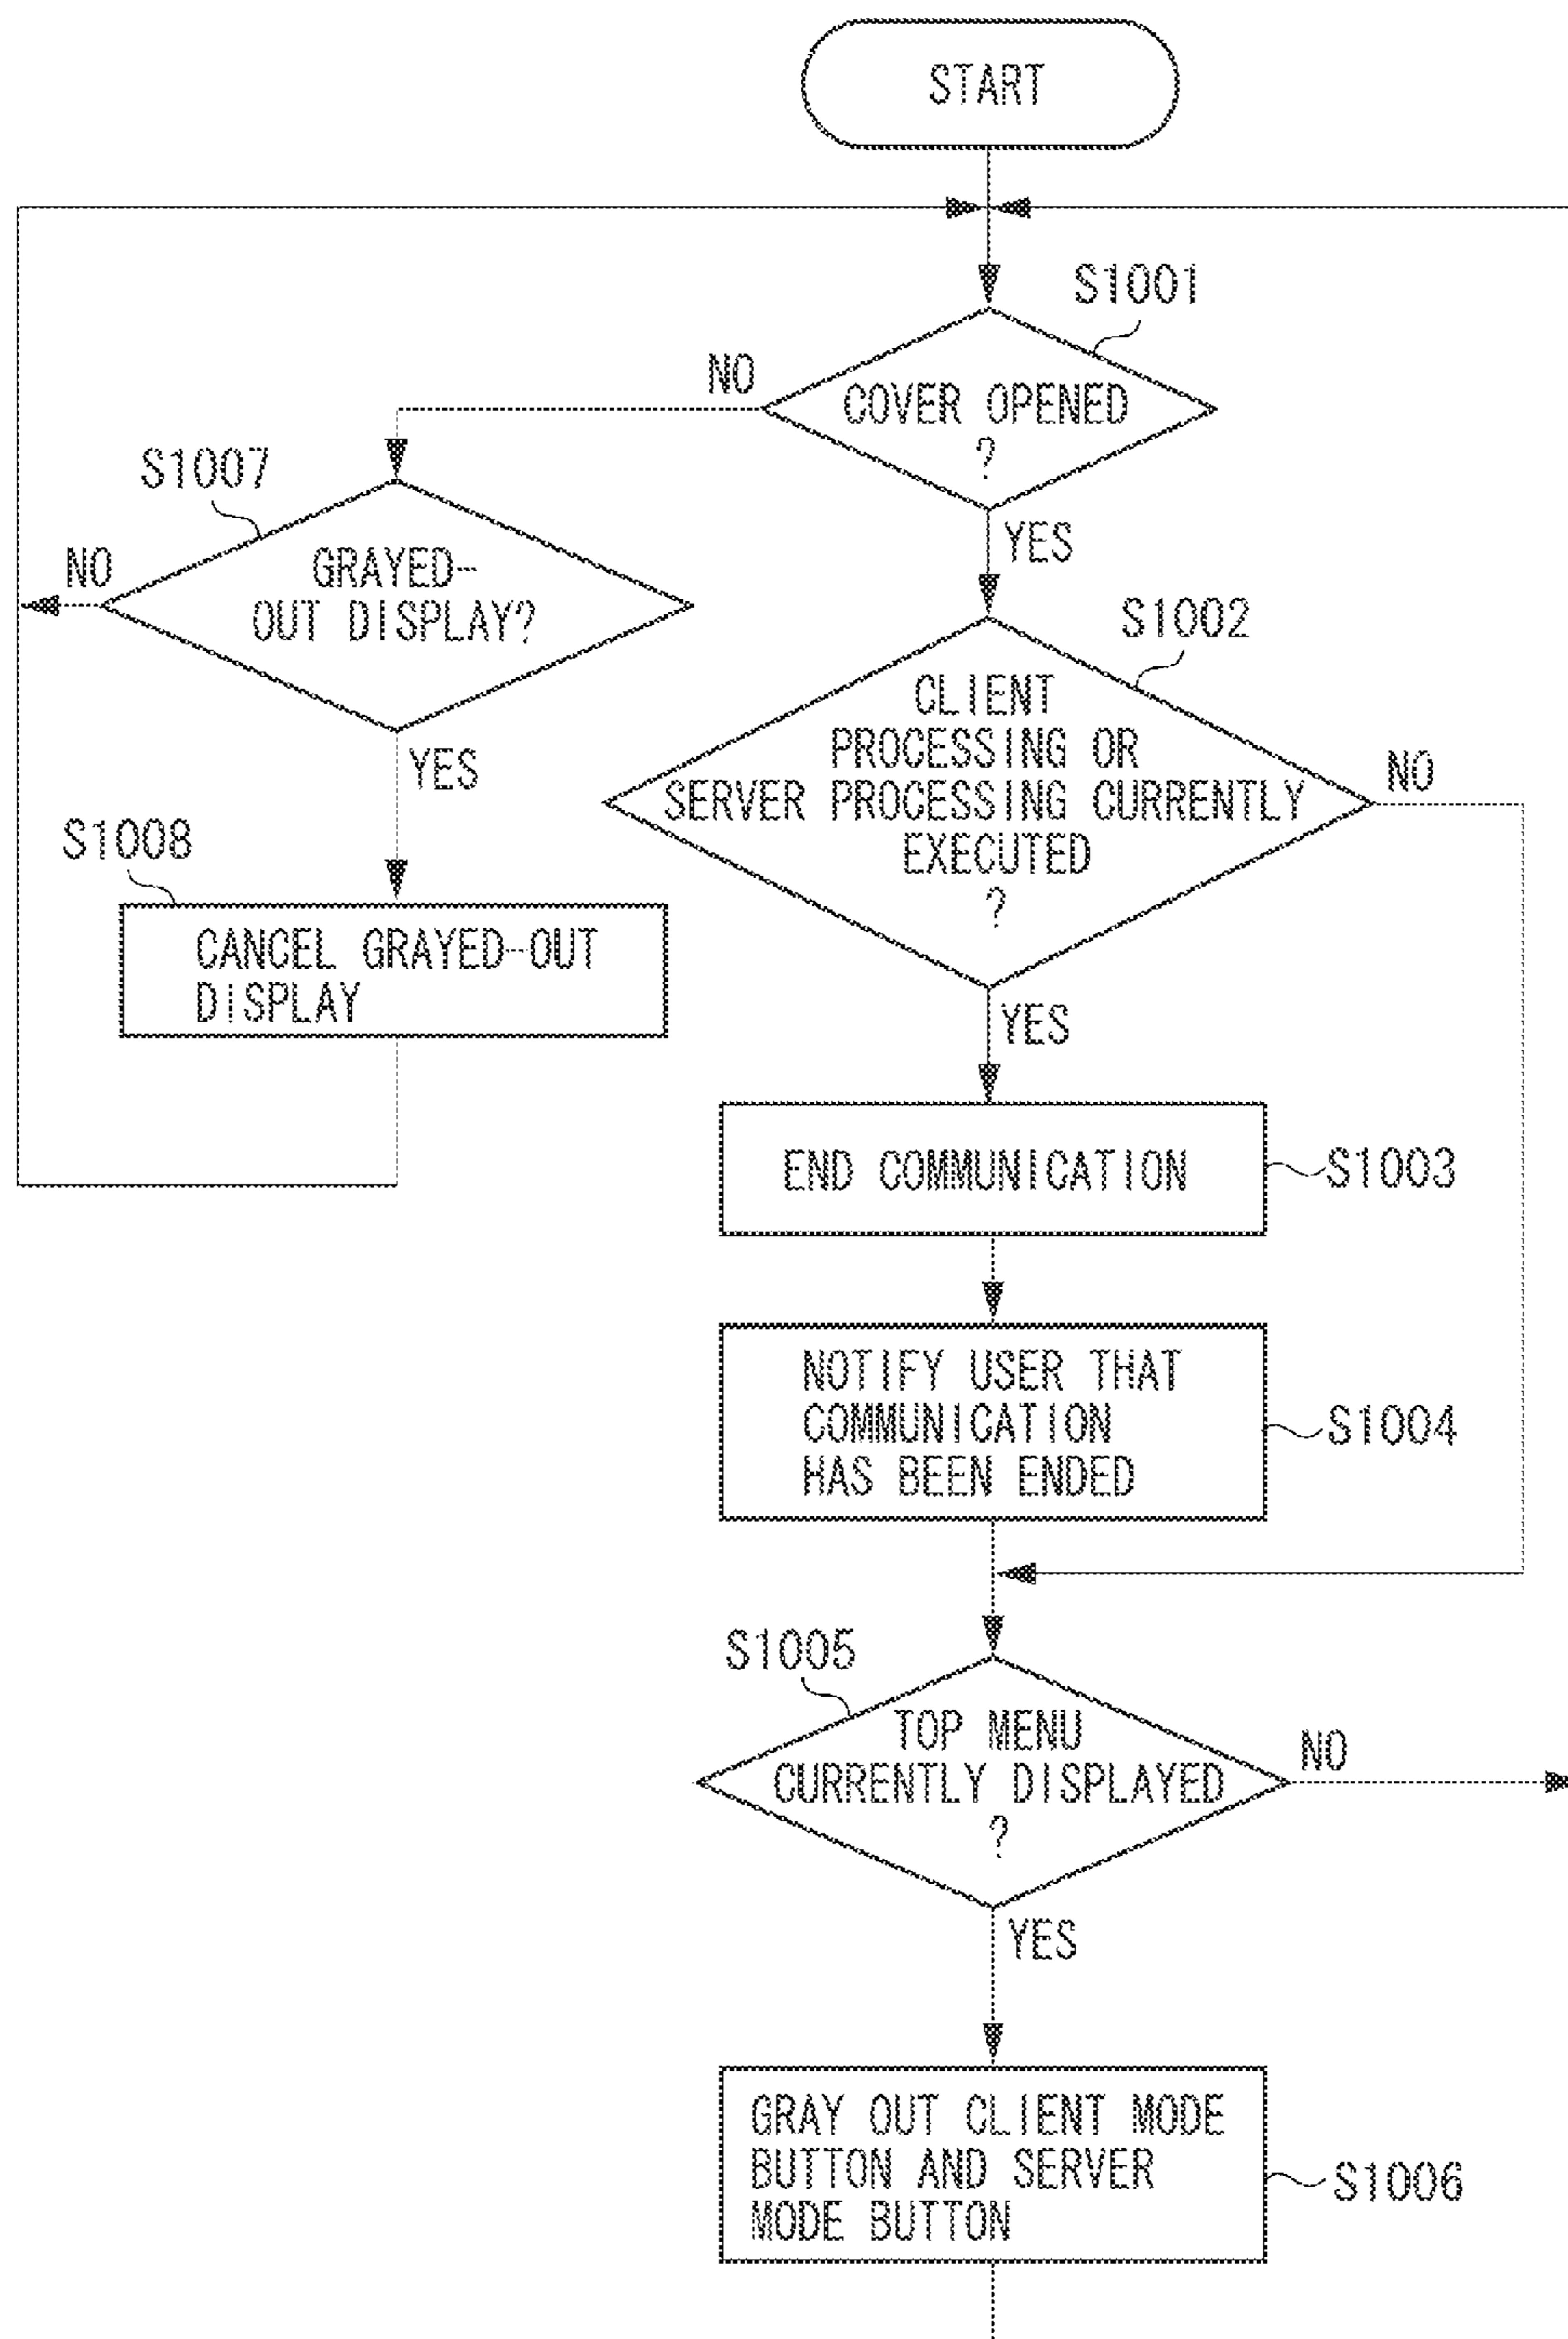 START
S1001
NO
COVER OPENED
?
YES
S1007
GRAYED-
OUT DISPLAY?
NO
YES
S1002
CLIENT
PROCESSING OR
SERVER PROCESSING CURRENTLY
EXECUTED
?
NO
YES
S1008
CANCEL GRAYED-OUT
DISPLAY
END COMMUNICATION
S1003
NOTIFY USER THAT
COMMUNICATION
HAS BEEN ENDED
S1004
S1005
TOP MENU
CURRENTLY DISPLAYED
?
NO
YES
GRAY OUT CLIENT MODE
BUTTON AND SERVER
MODE BUTTON
S1006